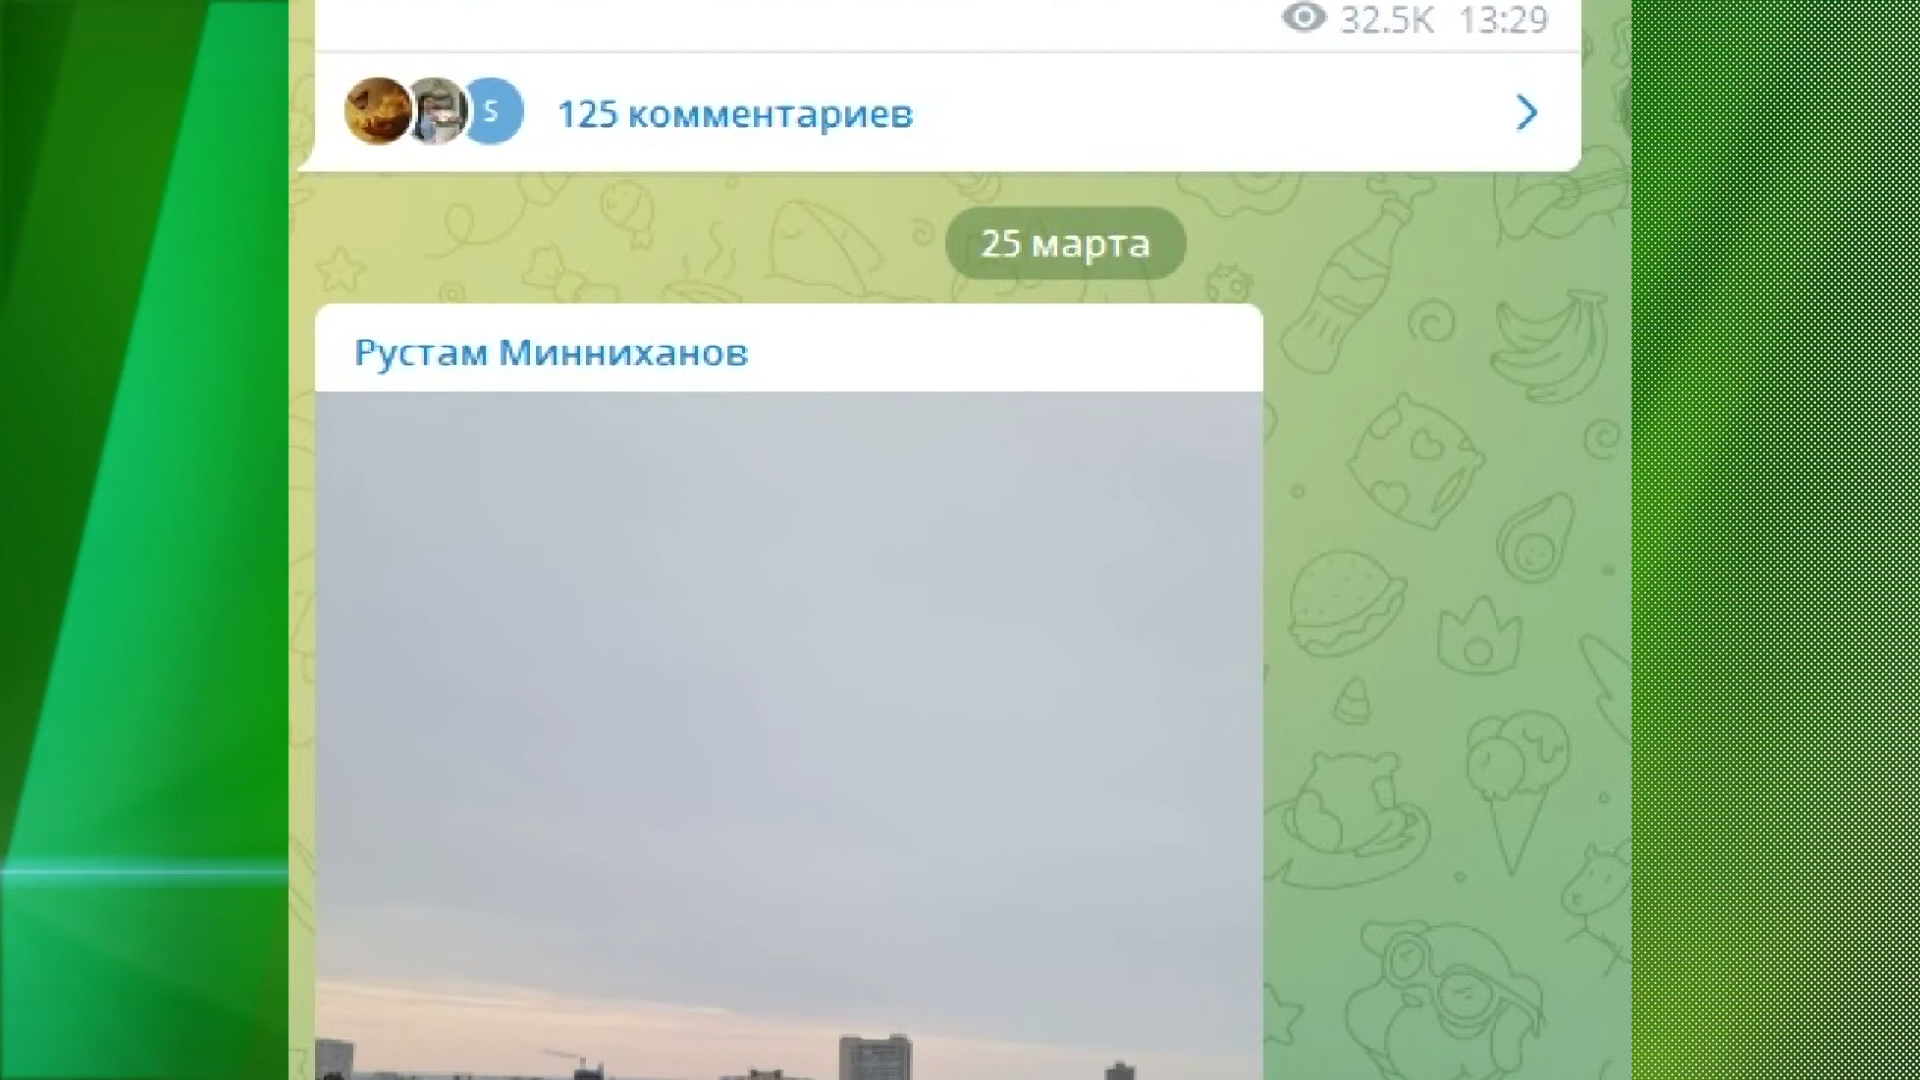 32.5K 13:29
S 125 комментариев
25 марта
Рустам Минниханов